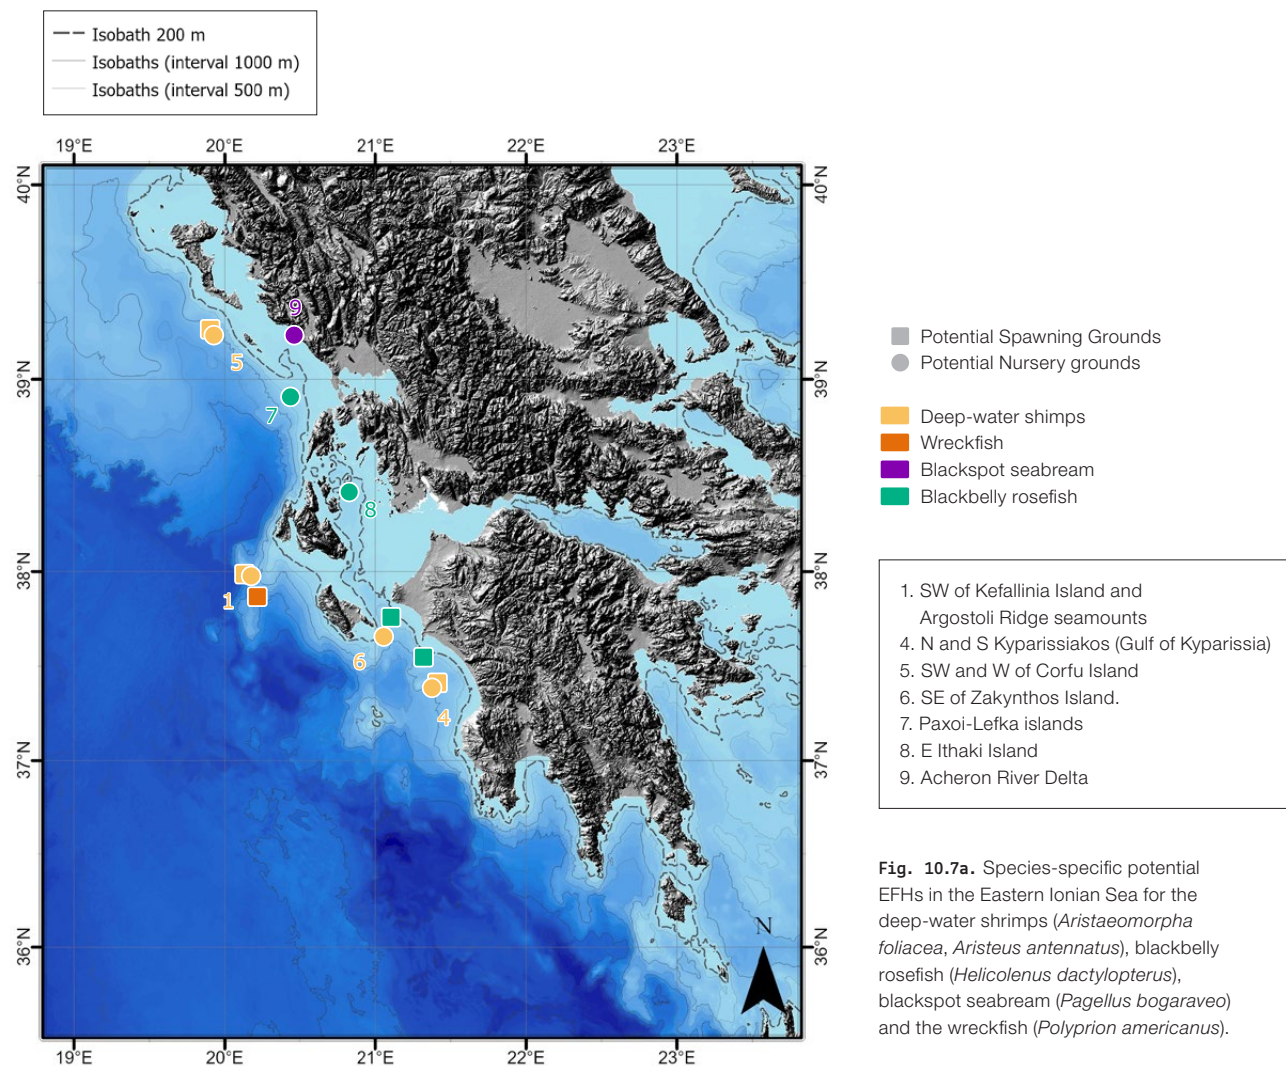 Isobath 200 m
Isobaths (interval 1000 m)
Isobaths (interval 500 m)
19°E 20°E 21°E 22°E 23°E
40°N 40°N
39°N 39°N
38°N 38°N
37°N 37°N
36°N 36°N
9
5
7
8
1
6
4
N
19°E 20°E 21°E 22°E 23°E
Potential Spawning Grounds
Potential Nursery grounds
Deep-water shimps
Wreckfish
Blackspot seabream
Blackbelly rosefish
1. SW of Kefallinia Island and
Argostoli Ridge seamounts
4. N and S Kyparissiakos (Gulf of Kyparissia)
5. SW and W of Corfu Island
6. SE of Zakynthos Island.
7. Paxoi-Lefka islands
8. E Ithaki Island
9. Acheron River Delta
Fig. 10.7a. Species-specific potential
EFHs in the Eastern Ionian Sea for the
deep-water shrimps (Aristaeomorpha
foliacea, Aristeus antennatus), blackbelly
rosefish (Helicolenus dactylopterus),
blackspot seabream (Pagellus bogaraveo)
and the wreckfish (Polyprion americanus).